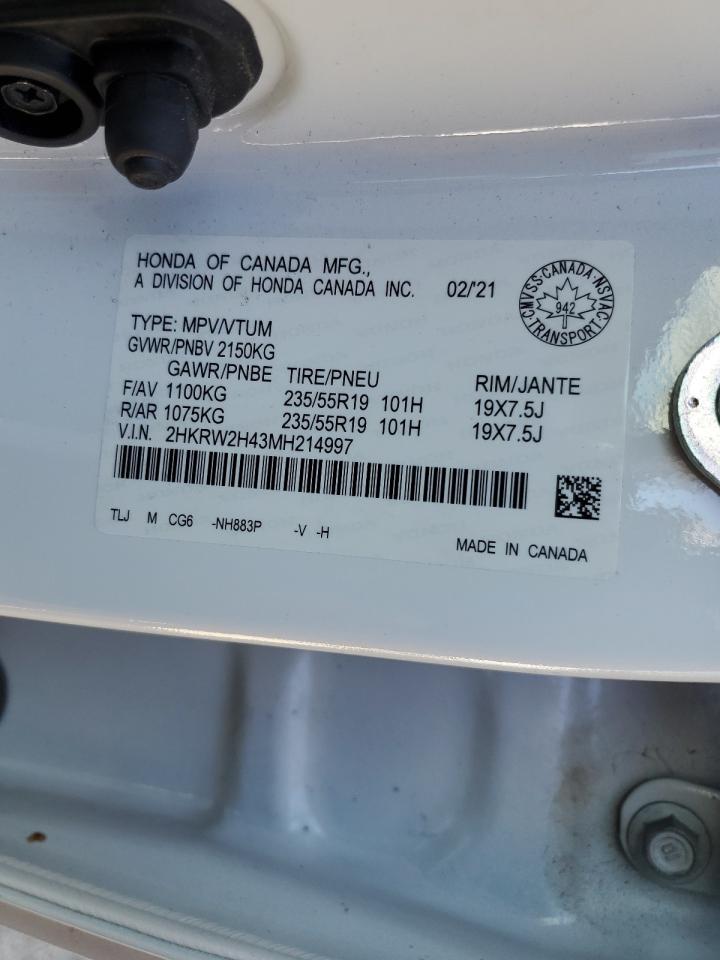 HONDA OF CANADA MFG.,
A DIVISION OF HONDA CANADA INC. 02/'21
CMVSS·CANADA·NSVAC
942
TRANSPORT
TYPE: MPV/VTUM
GVWR/PNBV 2150KG
GAWR/PNBE TIRE/PNEU RIM/JANTE
F/AV 1100KG 235/55R19 101H 19X7.5J
R/AR 1075KG 235/55R19 101H 19X7.5J
V.I.N. 2HKRW2H43MH214997
TLJ M CG6 -NH883P -V -H
MADE IN CANADA